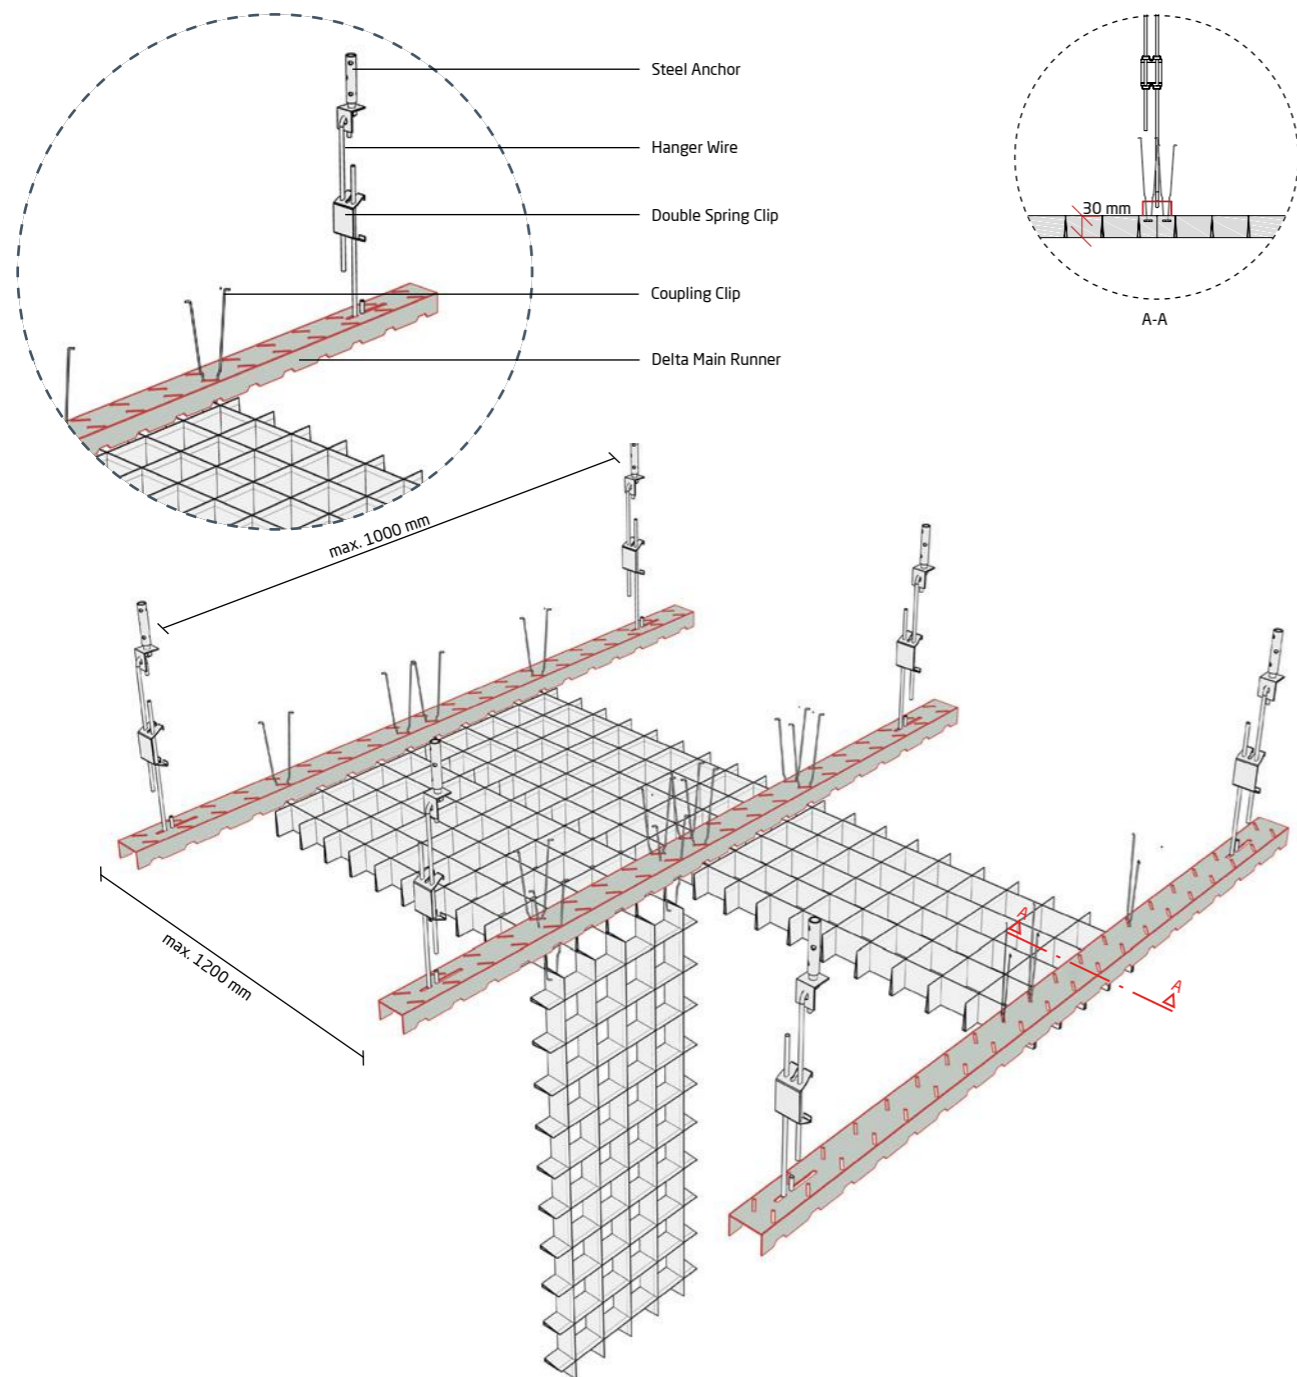 Steel Anchor
Hanger Wire
Double Spring Clip
Coupling Clip
Delta Main Runner
30 mm
A-A
max. 1000 mm
max. 1200 mm
A
A